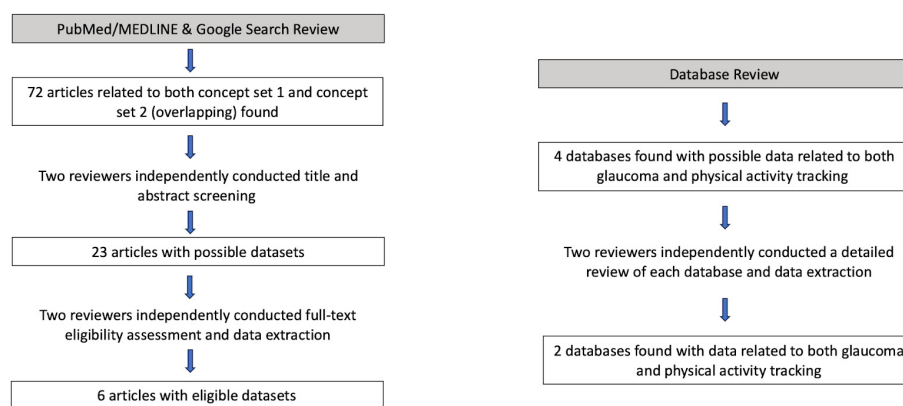 PubMed/MEDLINE & Google Search Review
72 articles related to both concept set 1 and concept
set 2 (overlapping) found
Two reviewers independently conducted title and
abstract screening
23 articles with possible datasets
Two reviewers independently conducted full-text
eligibility assessment and data extraction
6 articles with eligible datasets
Database Review
4 databases found with possible data related to both
glaucoma and physical activity tracking
Two reviewers independently conducted a detailed
review of each database and data extraction
2 databases found with data related to both glaucoma
and physical activity tracking